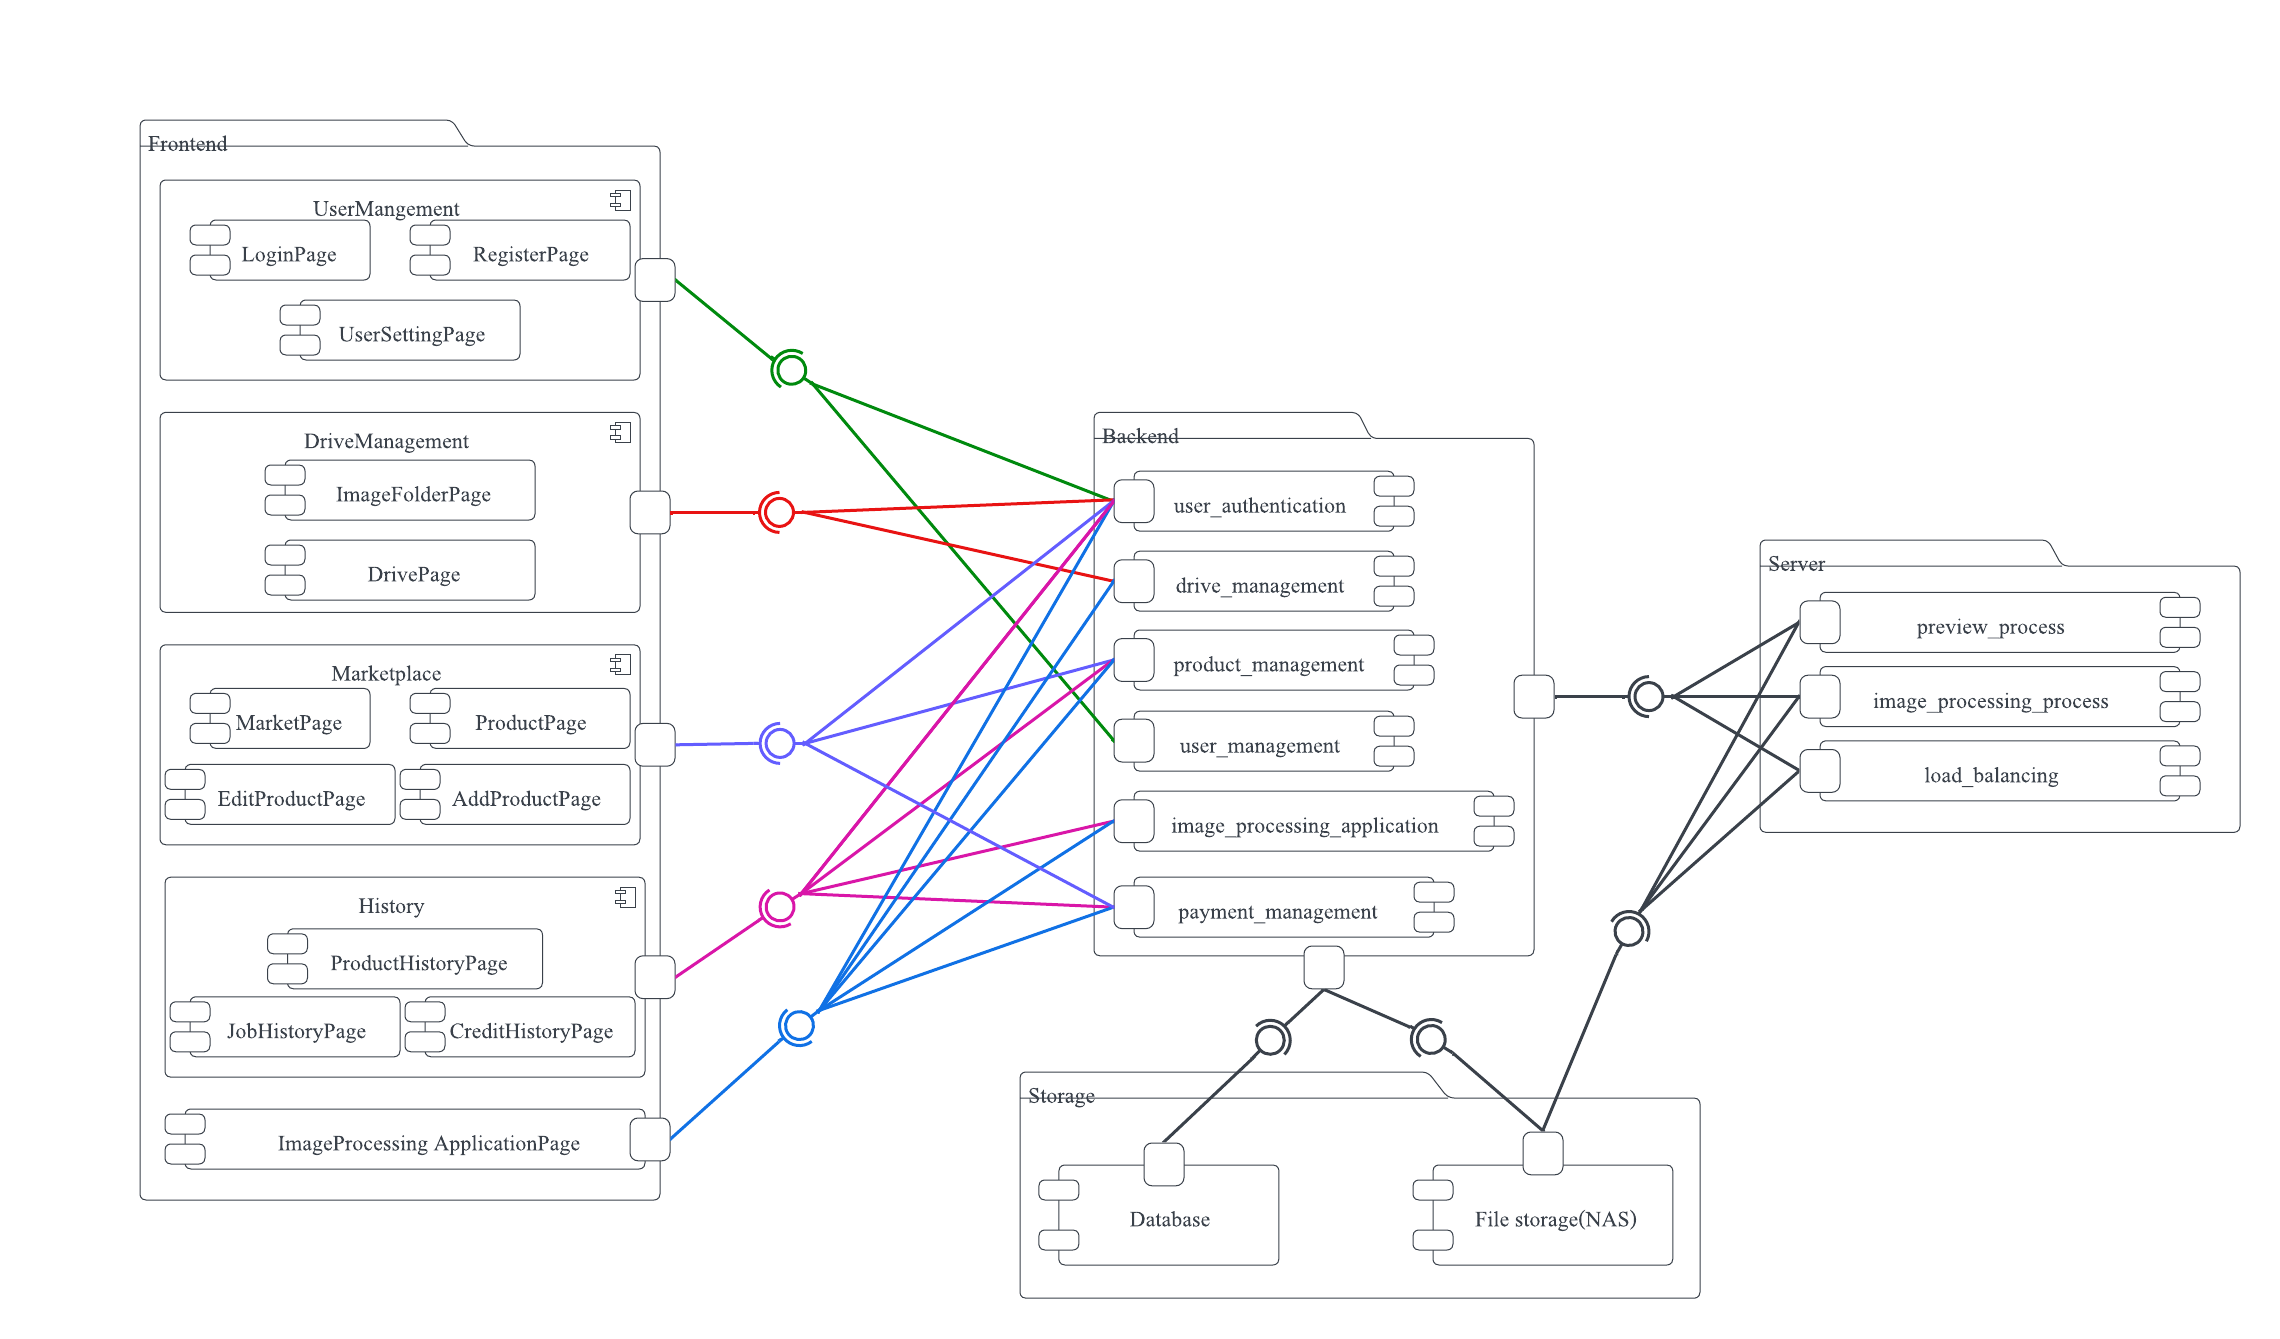 Frontend
UserMangement
LoginPage
RegisterPage
UserSettingPage
DriveManagement
ImageFolderPage
DrivePage
Marketplace
MarketPage
ProductPage
EditProductPage
AddProductPage
History
ProductHistoryPage
JobHistoryPage
CreditHistoryPage
ImageProcessing ApplicationPage
Backend
user_authentication
drive_management
product_management
user_management
image_processing_application
payment_management
Server
preview_process
image_processing_process
load_balancing
Storage
Database
File storage(NAS)